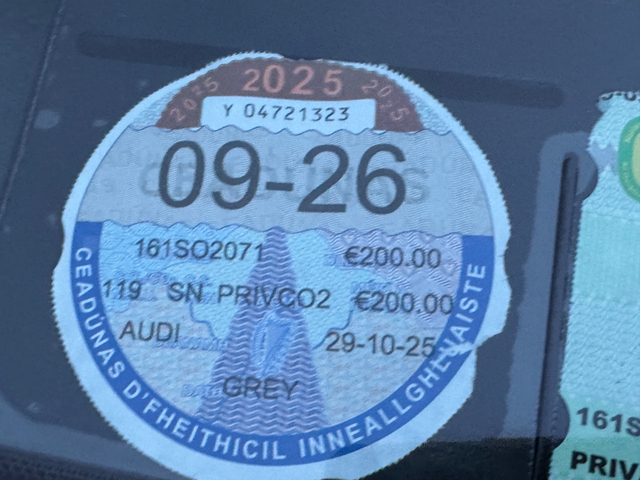 2025 2025 2025
Y 04721323
09-26
161SO2071 €200.00
119 SN PRIVCO2 €200.00
AUDI 29-10-25
GREY
CEADÚNAS D'FHEITHICIL INNEALLGHLUAISTE
161S
PRIV